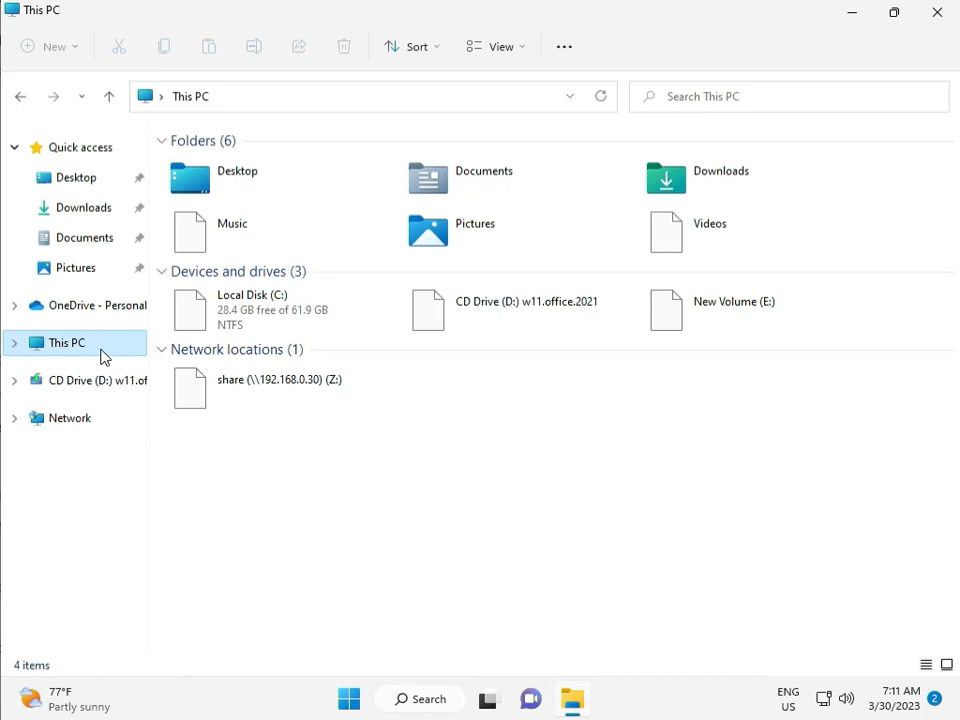 This PC
New
Sort
View
This PC
Search This PC
Quick access
Desktop
Downloads
Documents
Pictures
OneDrive - Personal
This PC
CD Drive (D:) w11.of
Network
Folders (6)
Desktop
Documents
Downloads
Music
Pictures
Videos
Devices and drives (3)
Local Disk (C:)
28.4 GB free of 61.9 GB
NTFS
CD Drive (D:) w11.office.2021
New Volume (E:)
Network locations (1)
share (\\192.168.0.30) (Z:)
4 items
77°F
Partly sunny
Search
ENG
US
7:11 AM
3/30/2023
2